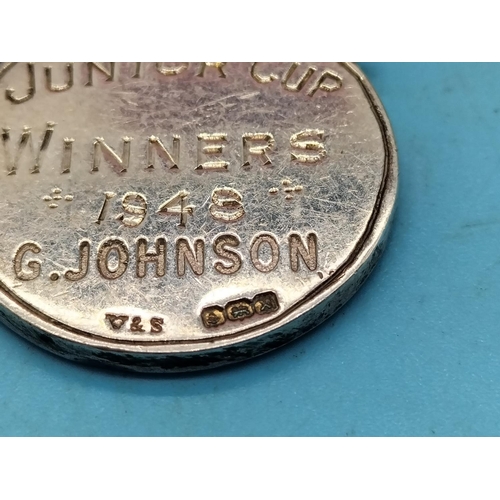 JUNIOR CUP
WINNERS
1948
G. JOHNSON
V & S